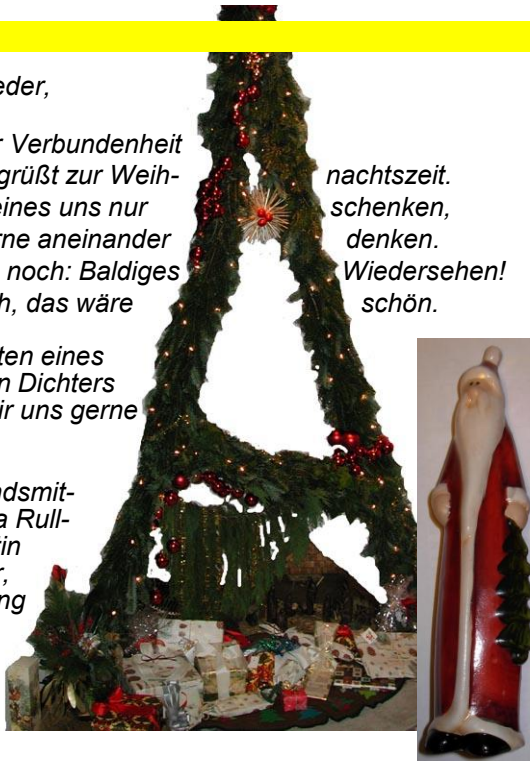 eder,
r Verbundenheit
grüßt zur Weih- nachtszeit.
eines uns nur schenken,
rne aneinander denken.
noch: Baldiges Wiedersehen!
h, das wäre schön.
ten eines
n Dichters
ir uns gerne
ndsmit-
a Rull-
in
r,
ng